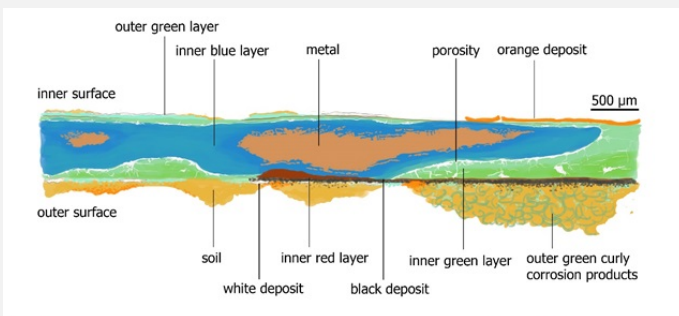 outer green layer
inner blue layer
metal
porosity
orange deposit
inner surface
500 µm
outer surface
soil
inner red layer
inner green layer
outer green curly
corrosion products
white deposit
black deposit